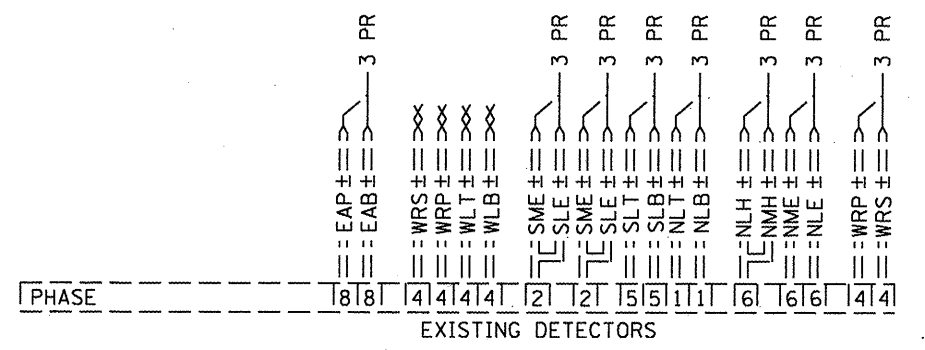 3 PR 3 PR 3 PR 3 PR 3 PR 3 PR 3 PR 3 PR
EAP ± EAB ± WRS ± WRP ± WLT ± WLB ± SME ± SLE ± SME ± SLE ± SLT ± SLB ± NLT ± NLB ± NLH ± NMH ± NME ± NLE ± WRP ± WRS ±
PHASE 8 8 4 4 4 4 2 2 5 5 1 1 6 6 6 4 4
EXISTING DETECTORS